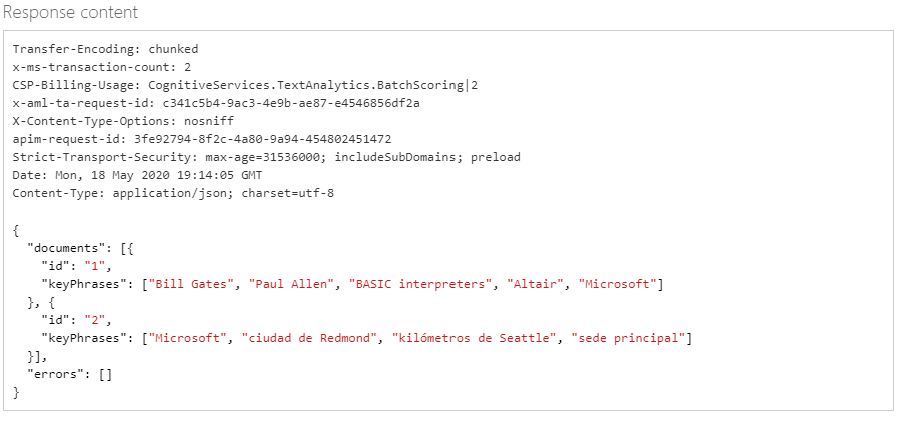 Response content
Transfer-Encoding: chunked
x-ms-transaction-count: 2
CSP-Billing-Usage: CognitiveServices.TextAnalytics.BatchScoring|2
x-aml-ta-request-id: c341c5b4-9ac3-4e9b-ae87-e4546856df2a
X-Content-Type-Options: nosniff
apim-request-id: 3fe92794-8f2c-4a80-9a94-454802451472
Strict-Transport-Security: max-age=31536000; includeSubDomains; preload
Date: Mon, 18 May 2020 19:14:05 GMT
Content-Type: application/json; charset=utf-8
{
  "documents": [{
    "id": "1",
    "keyPhrases": ["Bill Gates", "Paul Allen", "BASIC interpreters", "Altair", "Microsoft"]
  }, {
    "id": "2",
    "keyPhrases": ["Microsoft", "ciudad de Redmond", "kilómetros de Seattle", "sede principal"]
  }],
  "errors": []
}